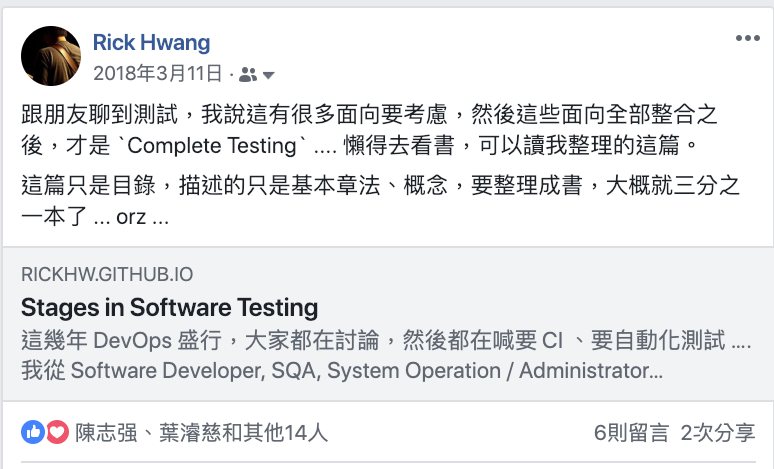 Rick Hwang
2018年3月11日 ·
跟朋友聊到測試，我說這有很多面向要考慮，然後這些面向全部整合之
後，才是 `Complete Testing` .... 懶得去看書，可以讀我整理的這篇。
這篇只是目錄，描述的只是基本章法、概念，要整理成書，大概就三分之
一本了 ... orz ...
RICKHW.GITHUB.IO
Stages in Software Testing
這幾年 DevOps 盛行，大家都在討論，然後都在喊要 CI 、要自動化測試 ....
我從 Software Developer, SQA, System Operation / Administrator...
陳志强、葉濬慈和其他14人 6則留言 2次分享